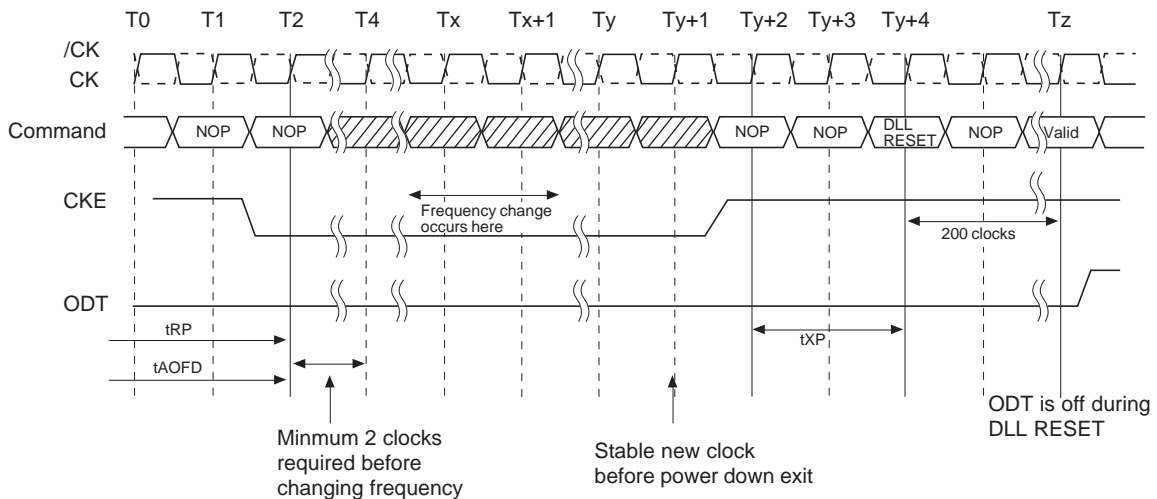 T0 T1 T2 T4 Tx Tx+1 Ty Ty+1 Ty+2 Ty+3 Ty+4 Tz
/CK
CK
Command NOP NOP NOP NOP DLL RESET NOP Valid
CKE
Frequency change
occurs here
200 clocks
ODT
tRP
tXP
tAOFD
Minmum 2 clocks
required before
changing frequency
Stable new clock
before power down exit
ODT is off during
DLL RESET